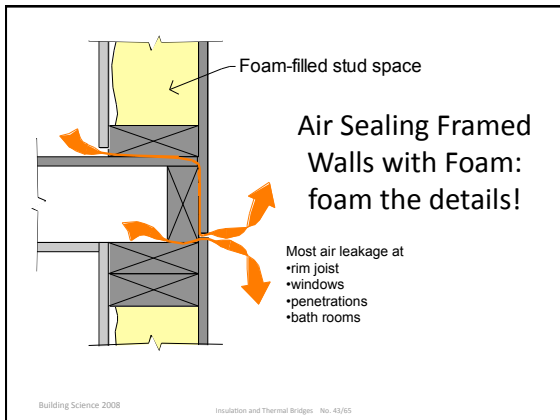 Foam-filled stud space
Air Sealing Framed
Walls with Foam:
foam the details!
Most air leakage at
•rim joist
•windows
•penetrations
•bath rooms
Building Science 2008
Insulation and Thermal Bridges No. 43/65